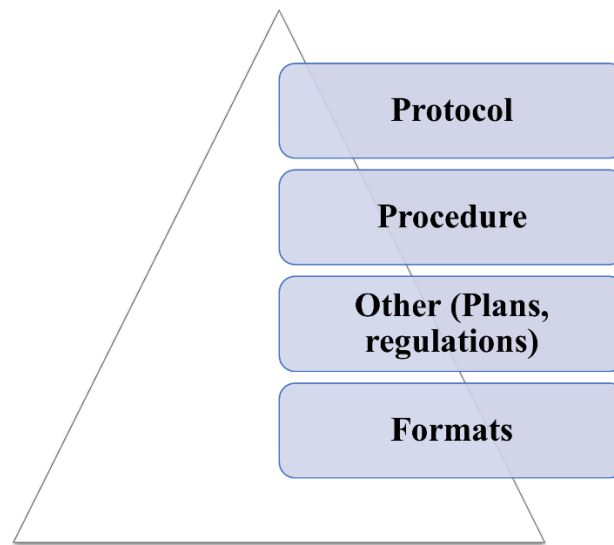 Protocol
Procedure
Other (Plans,
regulations)
Formats